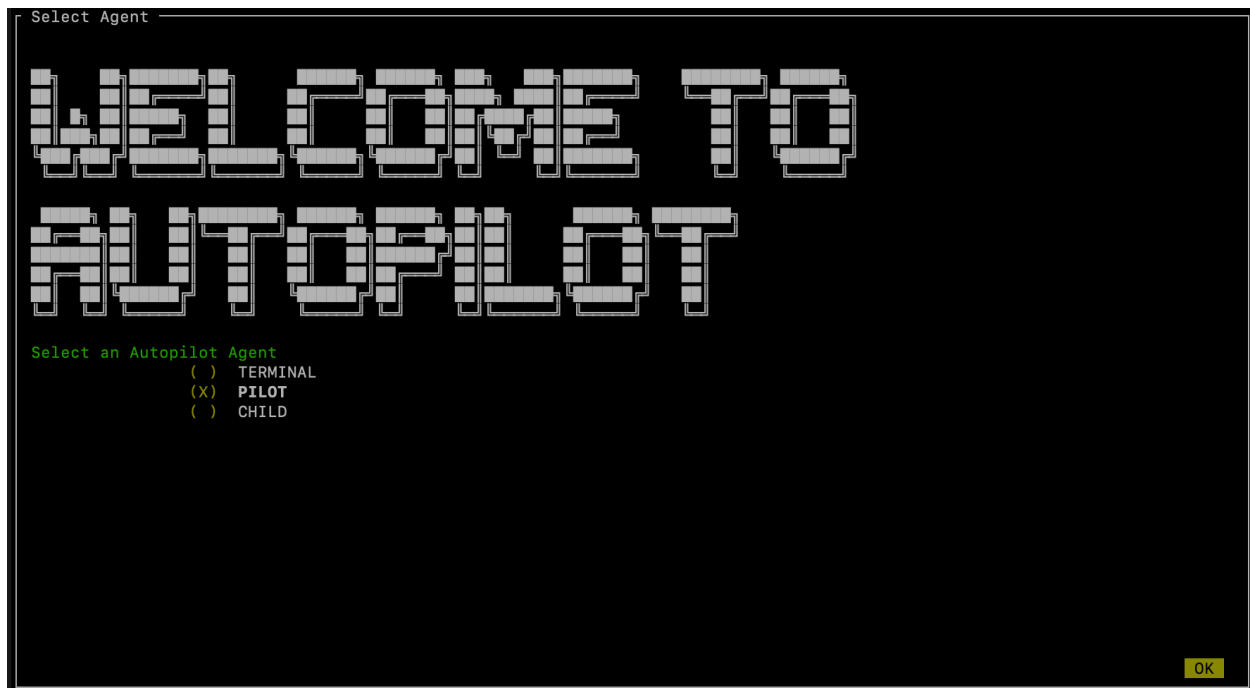 Select Agent
WELCOME TO
AUTOPILOT
Select an Autopilot Agent
( ) TERMINAL
(X) PILOT
( ) CHILD
OK